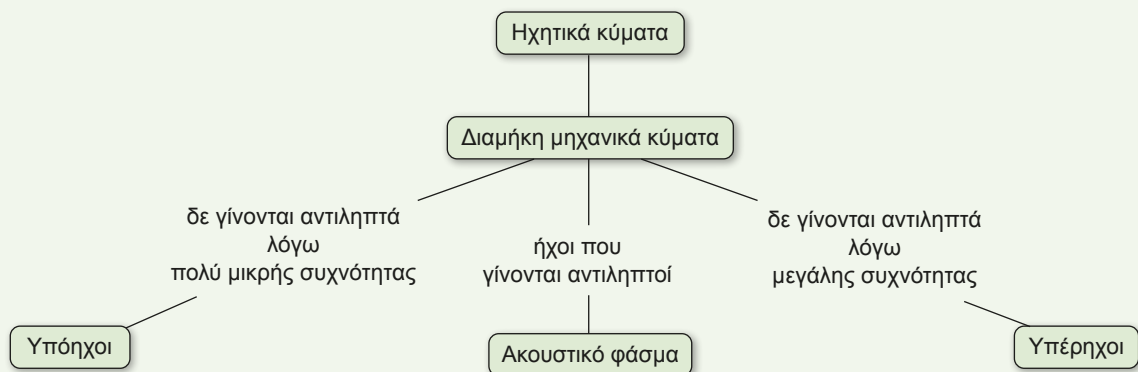 Ηχητικά κύματα
Διαμήκη μηχανικά κύματα
δε γίνονται αντιληπτά
λόγω
πολύ μικρής συχνότητας
ήχοι που
γίνονται αντιληπτοί
δε γίνονται αντιληπτά
λόγω
μεγάλης συχνότητας
Υπόηχοι
Ακουστικό φάσμα
Υπέρηχοι